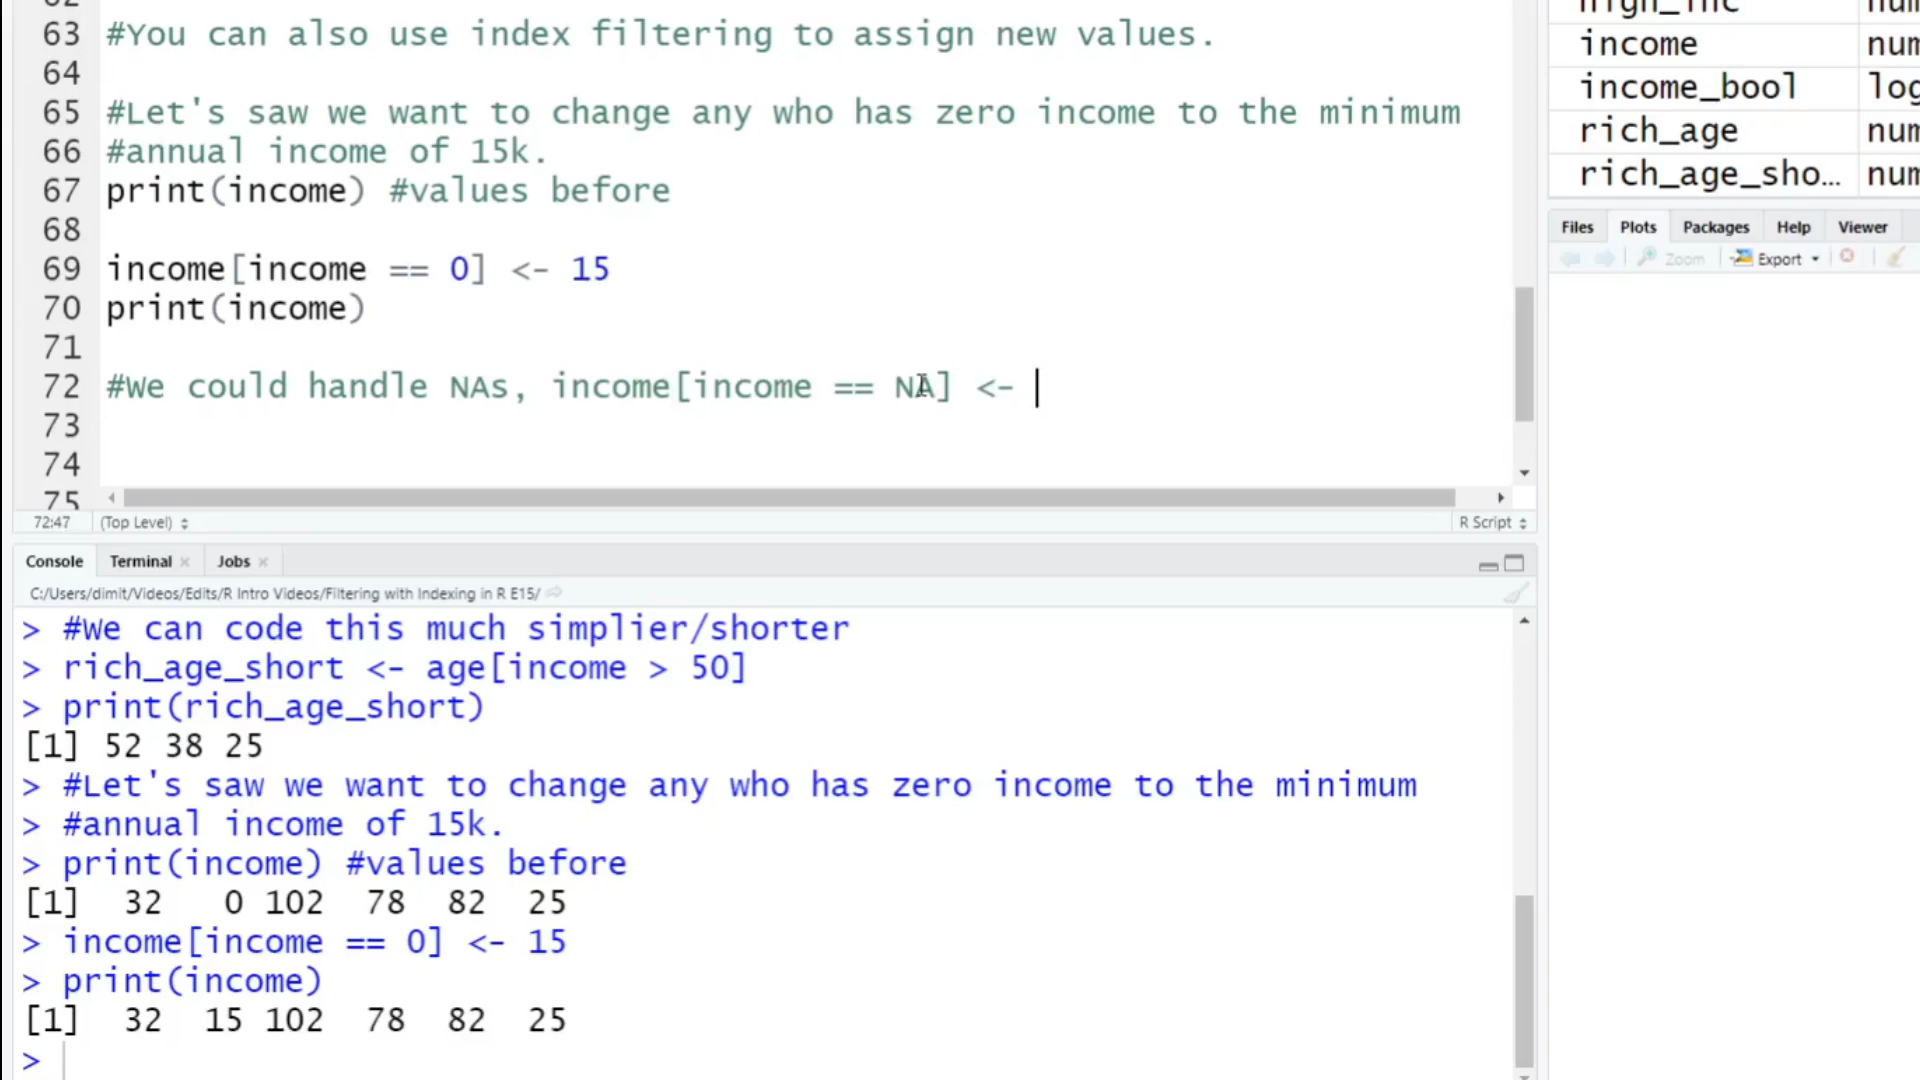 62
63 #You can also use index filtering to assign new values.
64
65 #Let's saw we want to change any who has zero income to the minimum
66 #annual income of 15k.
67 print(income) #values before
68
69 income[income == 0] <- 15
70 print(income)
71
72 #We could handle NAs, income[income == NA] <-
73
74
75
72:47 (Top Level) R Script
high_inc num
income num
income_bool log
rich_age num
rich_age_sho... num
Files Plots Packages Help Viewer
Zoom Export
Console Terminal Jobs
C:/Users/dimit/Videos/Edits/R Intro Videos/Filtering with Indexing in R E15/
> #We can code this much simplier/shorter
> rich_age_short <- age[income > 50]
> print(rich_age_short)
[1] 52 38 25
> #Let's saw we want to change any who has zero income to the minimum
> #annual income of 15k.
> print(income) #values before
[1] 32 0 102 78 82 25
> income[income == 0] <- 15
> print(income)
[1] 32 15 102 78 82 25
>